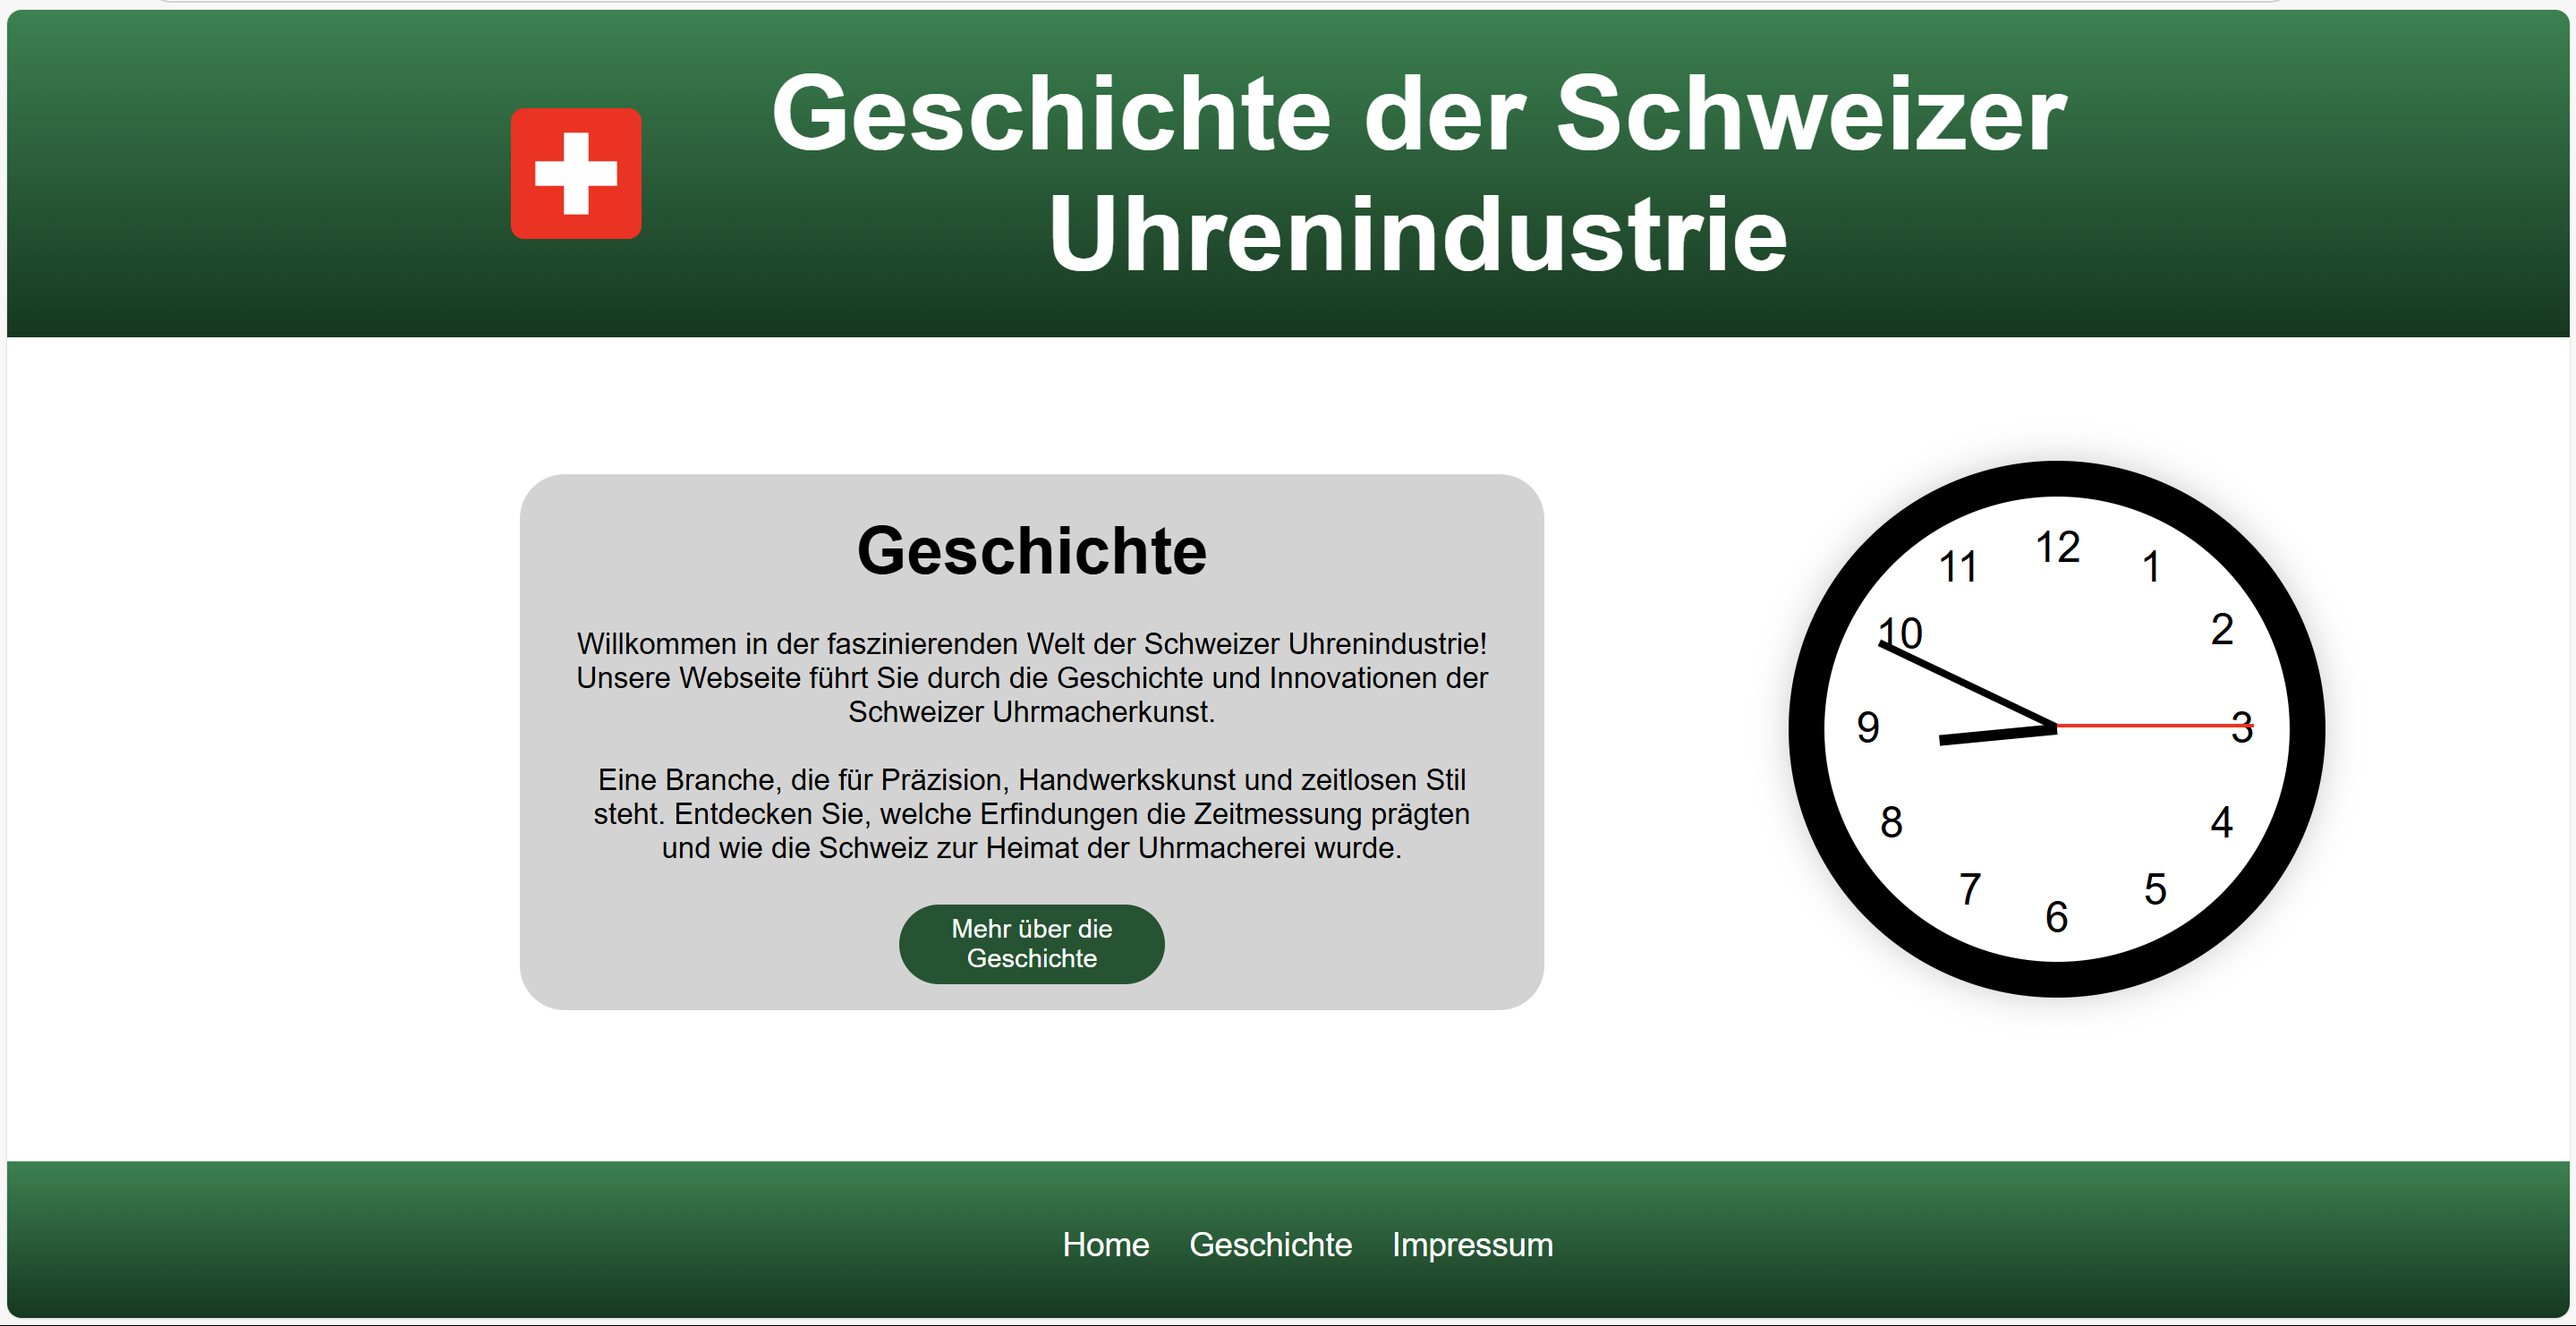 Geschichte der Schweizer
Uhrenindustrie
Geschichte
Willkommen in der faszinierenden Welt der Schweizer Uhrenindustrie!
Unsere Webseite führt Sie durch die Geschichte und Innovationen der
Schweizer Uhrmacherkunst.
Eine Branche, die für Präzision, Handwerkskunst und zeitlosen Stil
steht. Entdecken Sie, welche Erfindungen die Zeitmessung prägten
und wie die Schweiz zur Heimat der Uhrmacherei wurde.
Mehr über die
Geschichte
12
1
2
3
4
5
6
7
8
9
10
11
Home Geschichte Impressum